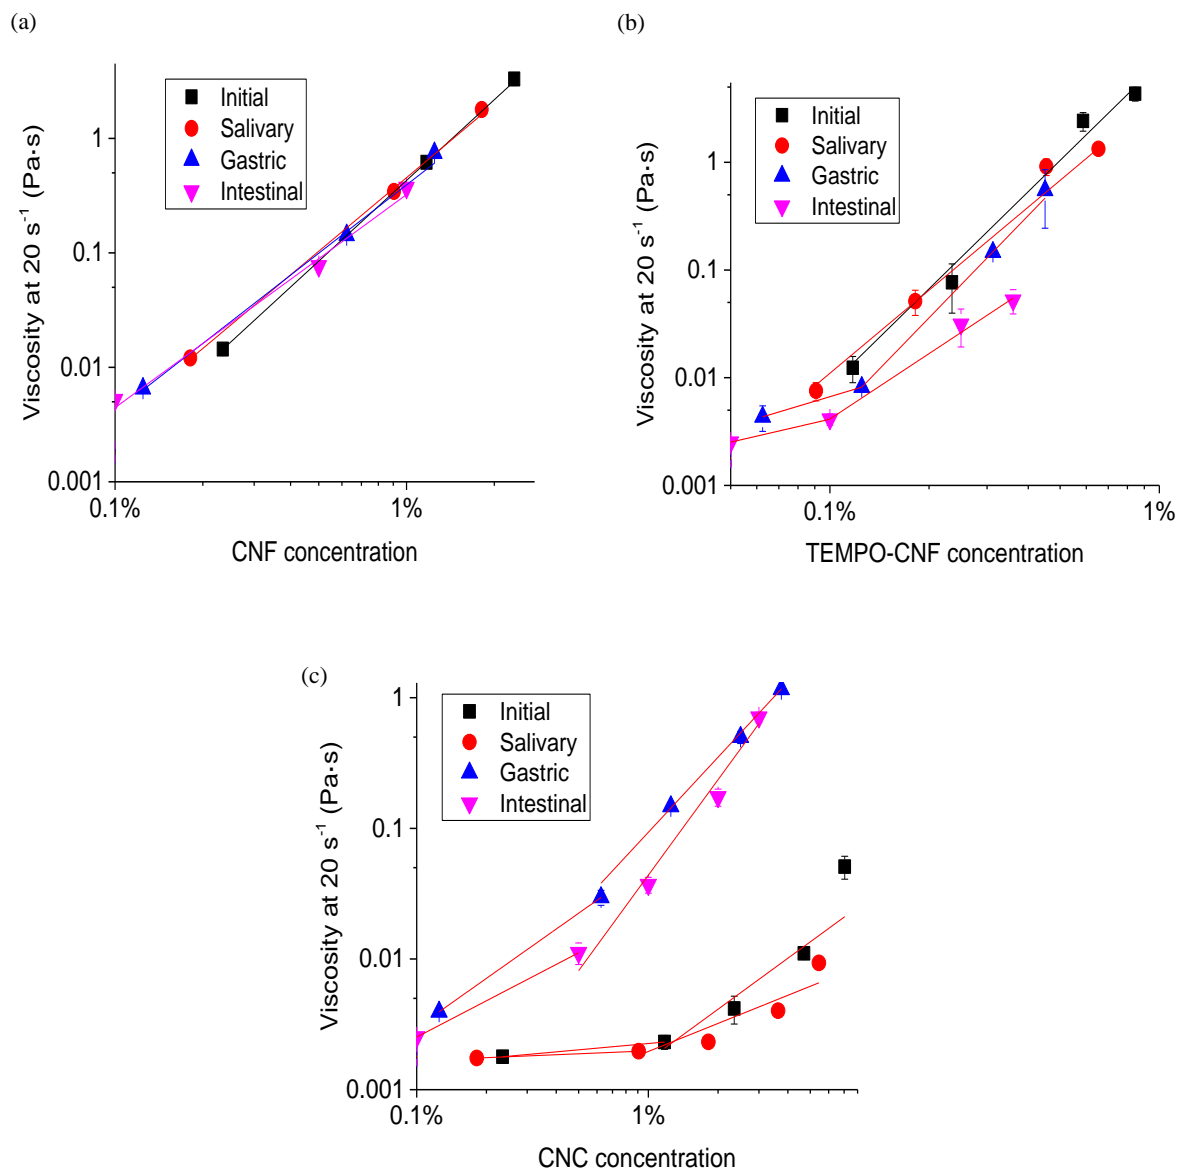 (a)
Viscosity at 20 s⁻¹ (Pa·s)
Initial
Salivary
Gastric
Intestinal
1
0.1
0.01
0.001
0.1%
1%
CNF concentration
(b)
Viscosity at 20 s⁻¹ (Pa·s)
Initial
Salivary
Gastric
Intestinal
1
0.1
0.01
0.001
0.1%
1%
TEMPO-CNF concentration
(c)
Viscosity at 20 s⁻¹ (Pa·s)
Initial
Salivary
Gastric
Intestinal
1
0.1
0.01
0.001
0.1%
1%
CNC concentration